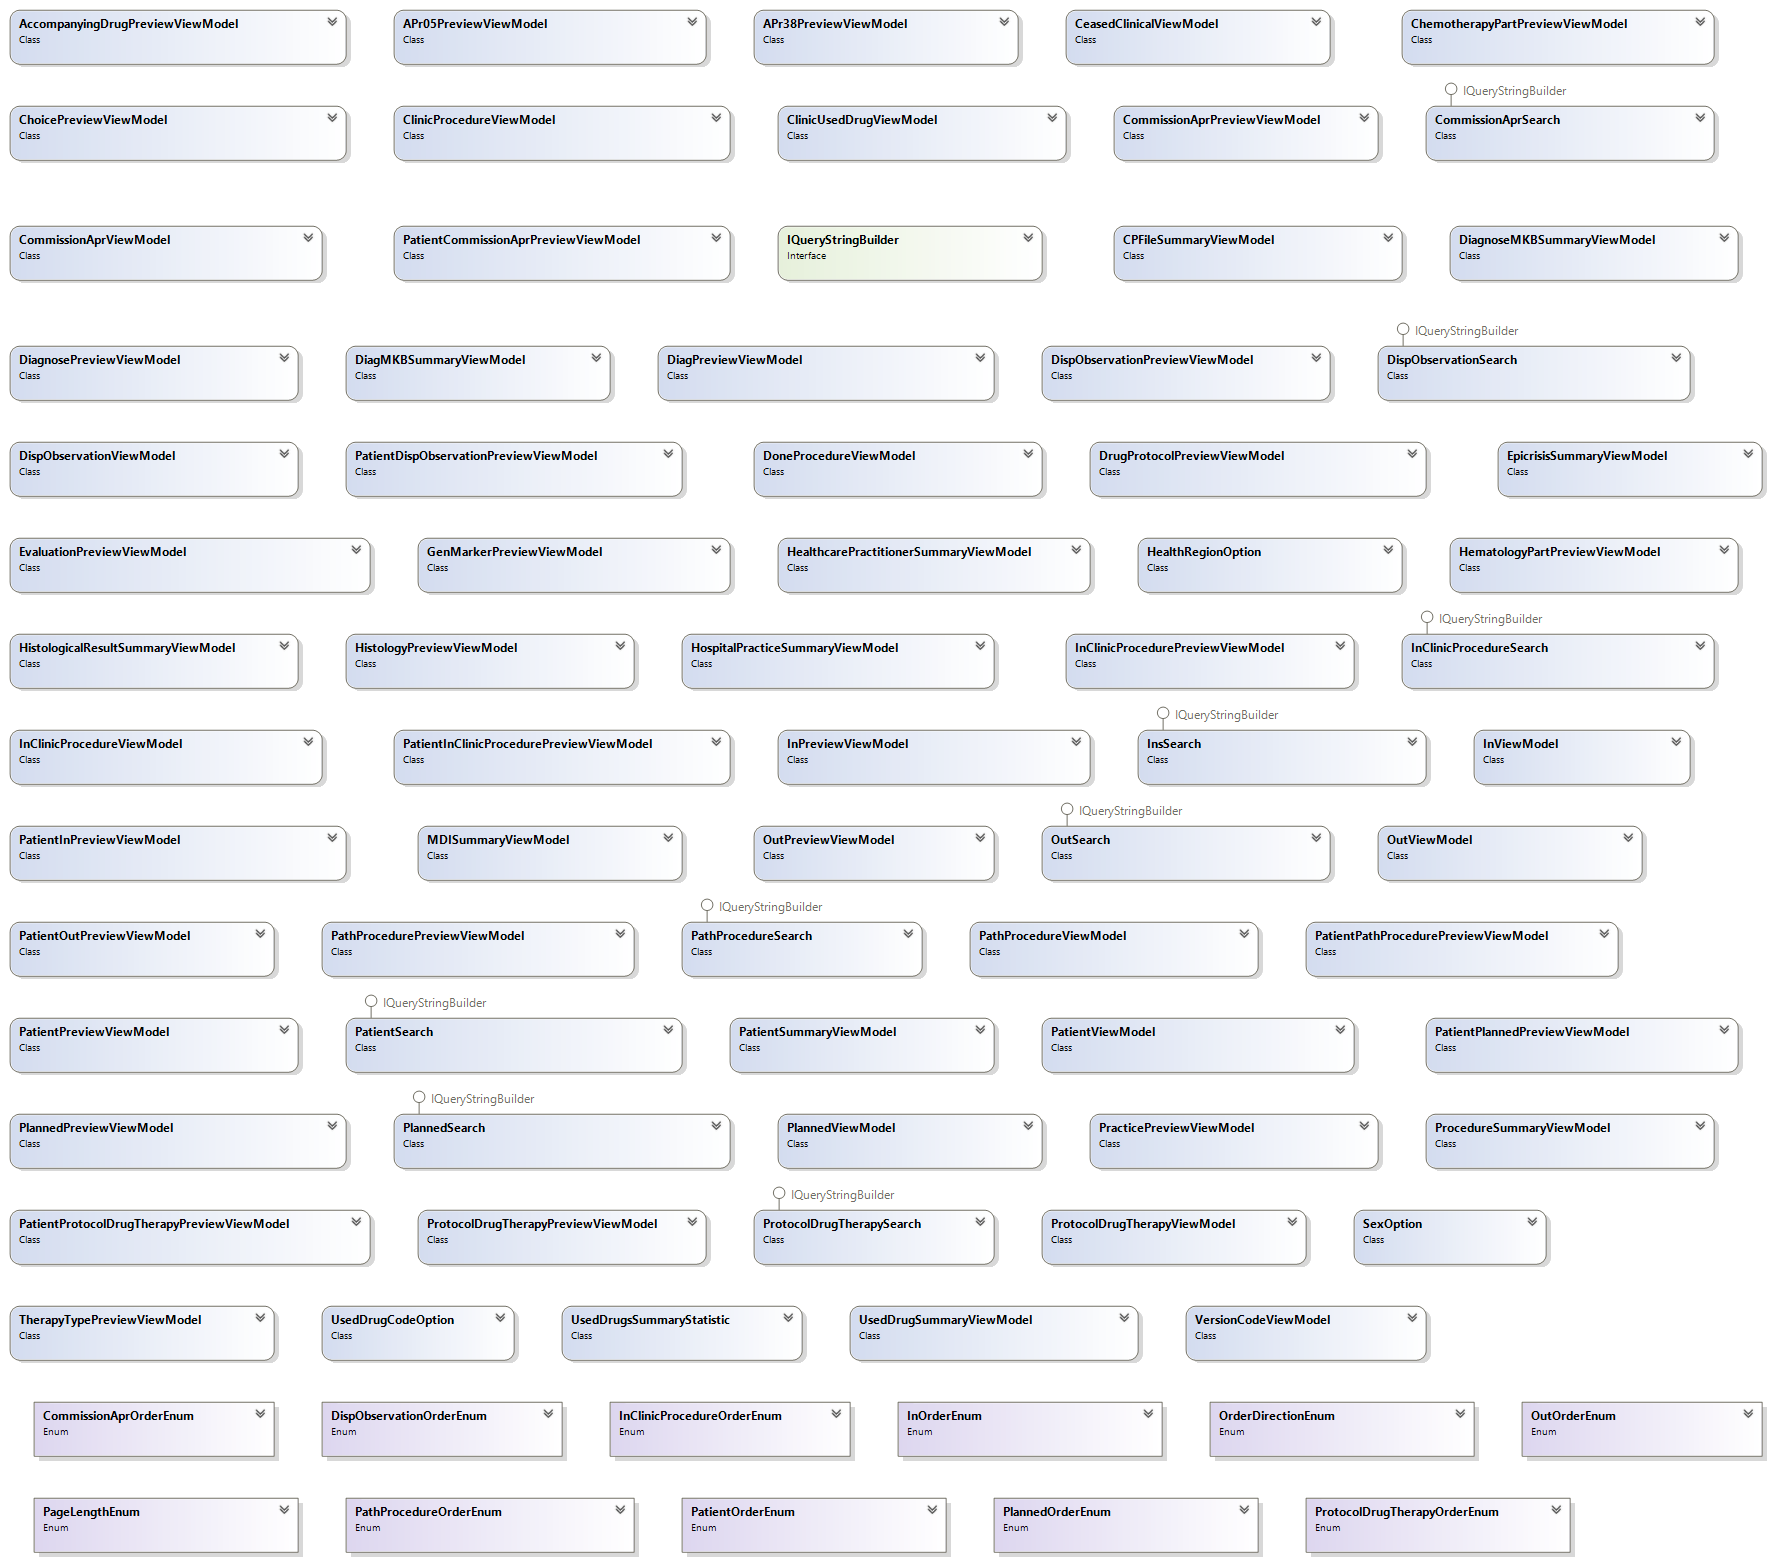 AccompanyingDrugPreviewViewModel
Class
APr05PreviewViewModel
Class
APr38PreviewViewModel
Class
CeasedClinicalViewModel
Class
ChemotherapyPartPreviewViewModel
Class
ChoicePreviewViewModel
Class
ClinicProcedureViewModel
Class
ClinicUsedDrugViewModel
Class
CommissionAprPreviewViewModel
Class
IQueryStringBuilder
CommissionAprSearch
Class
CommissionAprViewModel
Class
PatientCommissionAprPreviewViewModel
Class
IQueryStringBuilder
Interface
CPFileSummaryViewModel
Class
DiagnoseMKBSummaryViewModel
Class
DiagnosePreviewViewModel
Class
DiagMKBSummaryViewModel
Class
DiagPreviewViewModel
Class
DispObservationPreviewViewModel
Class
IQueryStringBuilder
DispObservationSearch
Class
DispObservationViewModel
Class
PatientDispObservationPreviewViewModel
Class
DoneProcedureViewModel
Class
DrugProtocolPreviewViewModel
Class
EpicrisisSummaryViewModel
Class
EvaluationPreviewViewModel
Class
GenMarkerPreviewViewModel
Class
HealthcarePractitionerSummaryViewModel
Class
HealthRegionOption
Class
HematologyPartPreviewViewModel
Class
HistologicalResultSummaryViewModel
Class
HistologyPreviewViewModel
Class
HospitalPracticeSummaryViewModel
Class
InClinicProcedurePreviewViewModel
Class
IQueryStringBuilder
InClinicProcedureSearch
Class
InClinicProcedureViewModel
Class
PatientInClinicProcedurePreviewViewModel
Class
InPreviewViewModel
Class
IQueryStringBuilder
InsSearch
Class
InViewModel
Class
PatientInPreviewViewModel
Class
MDISummaryViewModel
Class
OutPreviewViewModel
Class
IQueryStringBuilder
OutSearch
Class
OutViewModel
Class
PatientOutPreviewViewModel
Class
PathProcedurePreviewViewModel
Class
IQueryStringBuilder
PathProcedureSearch
Class
PathProcedureViewModel
Class
PatientPathProcedurePreviewViewModel
Class
PatientPreviewViewModel
Class
IQueryStringBuilder
PatientSearch
Class
PatientSummaryViewModel
Class
PatientViewModel
Class
PatientPlannedPreviewViewModel
Class
PlannedPreviewViewModel
Class
IQueryStringBuilder
PlannedSearch
Class
PlannedViewModel
Class
PracticePreviewViewModel
Class
ProcedureSummaryViewModel
Class
PatientProtocolDrugTherapyPreviewViewModel
Class
ProtocolDrugTherapyPreviewViewModel
Class
IQueryStringBuilder
ProtocolDrugTherapySearch
Class
ProtocolDrugTherapyViewModel
Class
SexOption
Class
TherapyTypePreviewViewModel
Class
UsedDrugCodeOption
Class
UsedDrugsSummaryStatistic
Class
UsedDrugSummaryViewModel
Class
VersionCodeViewModel
Class
CommissionAprOrderEnum
Enum
DispObservationOrderEnum
Enum
InClinicProcedureOrderEnum
Enum
InOrderEnum
Enum
OrderDirectionEnum
Enum
OutOrderEnum
Enum
PageLengthEnum
Enum
PathProcedureOrderEnum
Enum
PatientOrderEnum
Enum
PlannedOrderEnum
Enum
ProtocolDrugTherapyOrderEnum
Enum